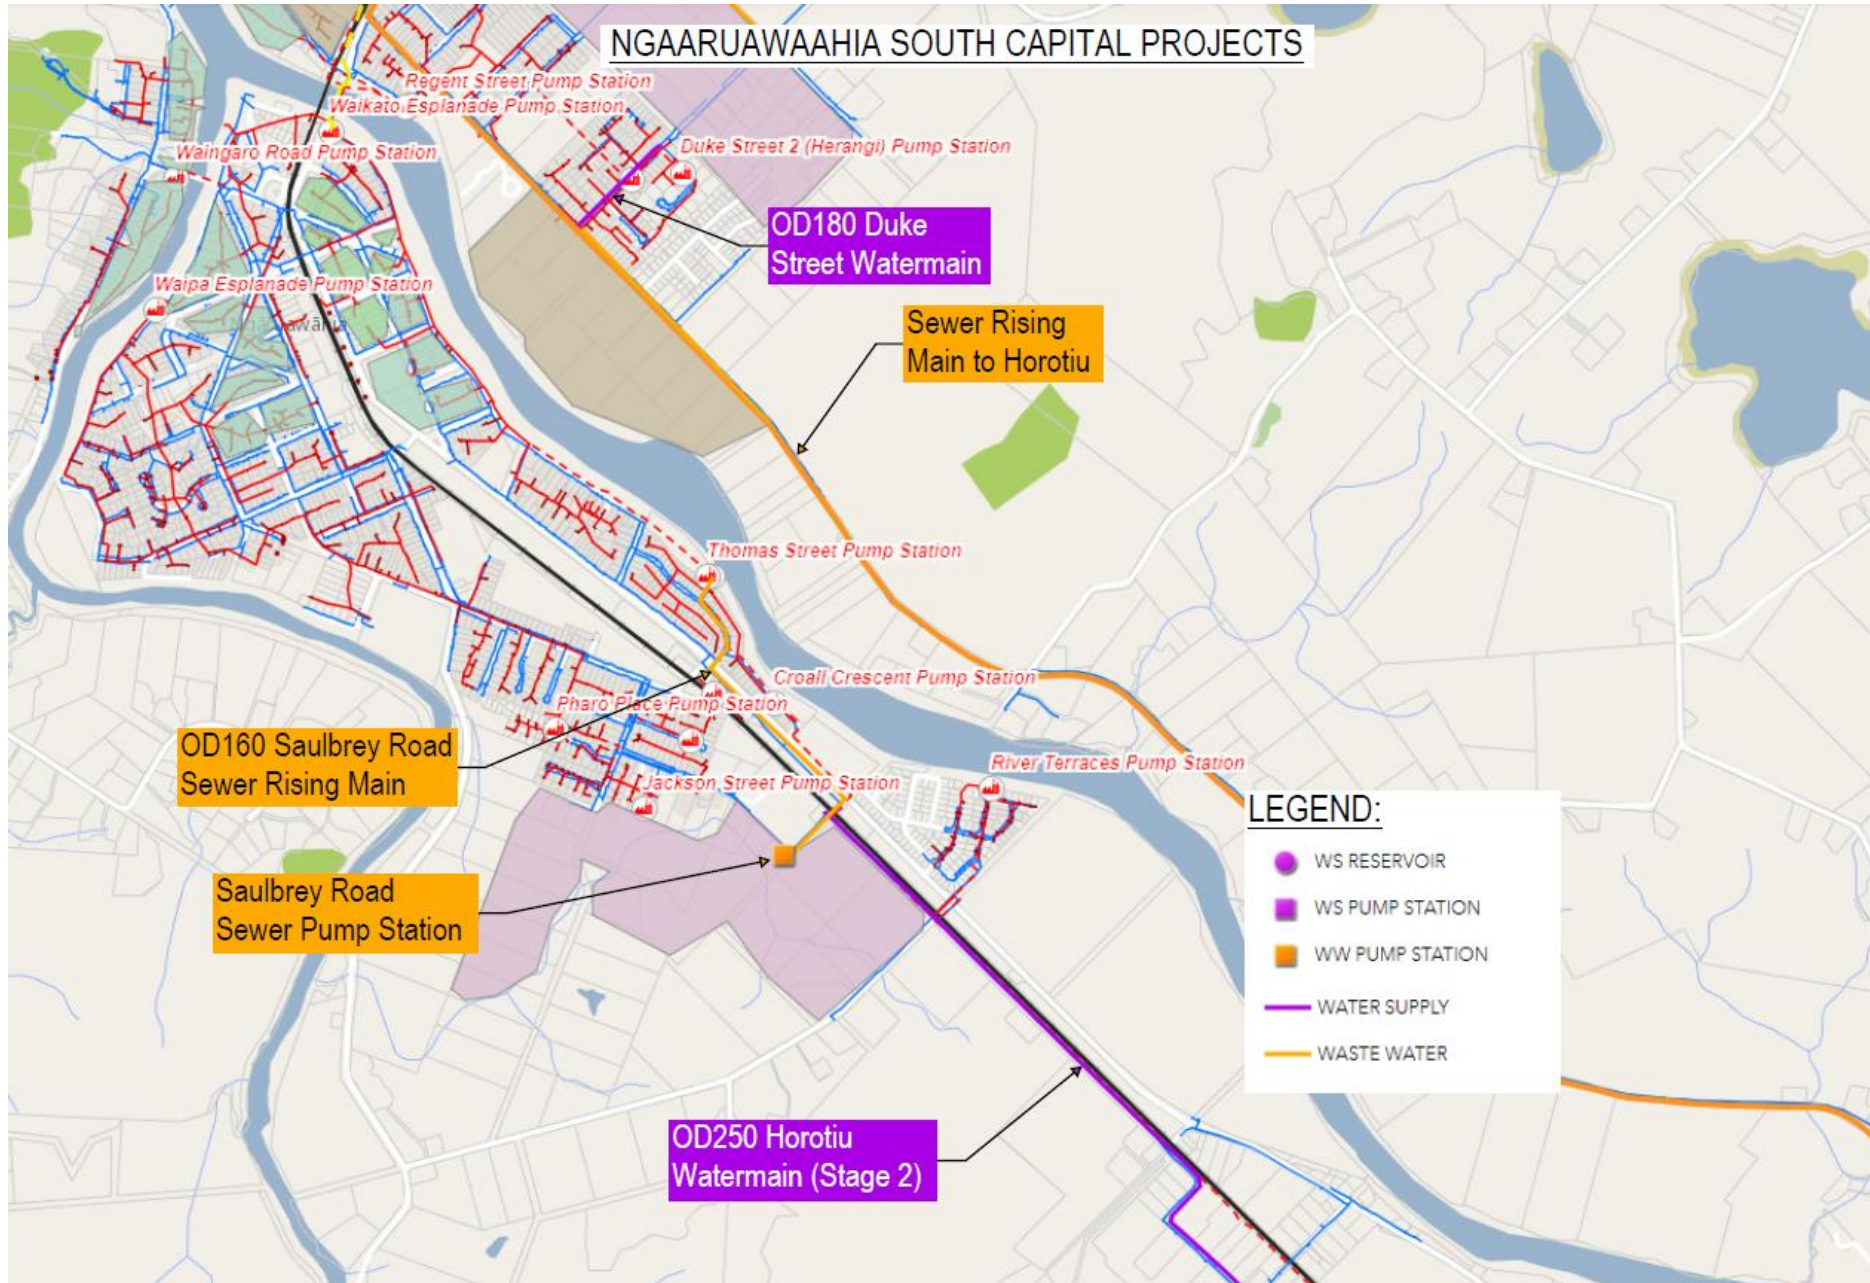 NGAARUAWAAHIA SOUTH CAPITAL PROJECTS
Regent Street Pump Station
Waikato Esplanade Pump Station
Waingaro Road Pump Station
Duke Street 2 (Herangi) Pump Station
OD180 Duke
Street Watermain
Waipa Esplanade Pump Station
Sewer Rising
Main to Horotiu
Thomas Street Pump Station
Croall Crescent Pump Station
Pharo Place Pump Station
OD160 Saulbrey Road
Sewer Rising Main
River Terraces Pump Station
Jackson Street Pump Station
LEGEND:
WS RESERVOIR
WS PUMP STATION
WW PUMP STATION
WATER SUPPLY
WASTE WATER
Saulbrey Road
Sewer Pump Station
OD250 Horotiu
Watermain (Stage 2)